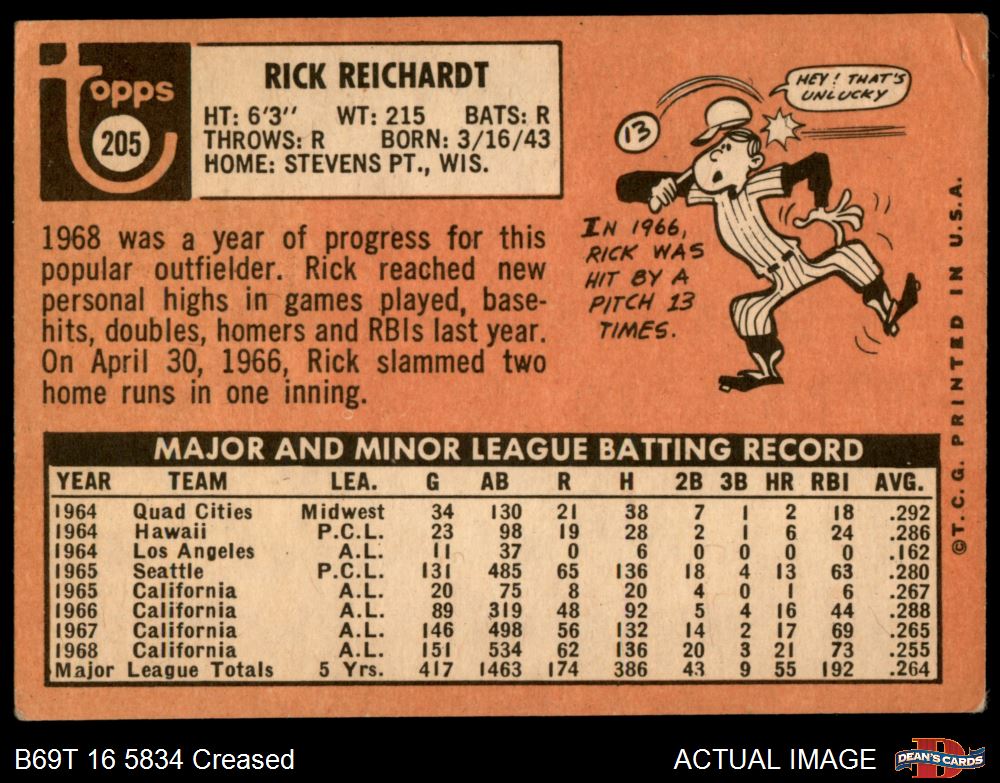 Topps
205
RICK REICHARDT
HT: 6'3'' WT: 215 BATS: R
THROWS: R BORN: 3/16/43
HOME: STEVENS PT., WIS.
1968 was a year of progress for this
popular outfielder. Rick reached new
personal highs in games played, base-
hits, doubles, homers and RBIs last year.
On April 30, 1966, Rick slammed two
home runs in one inning.
HEY! THAT'S
UNLUCKY
13
IN 1966,
RICK WAS
HIT BY A
PITCH 13
TIMES.
MAJOR AND MINOR LEAGUE BATTING RECORD
YEAR TEAM LEA. G AB R H 2B 3B HR RBI AVG.
1964 Quad Cities Midwest 34 130 21 38 7 1 2 18 .292
1964 Hawaii P.C.L. 23 98 19 28 2 1 6 24 .286
1964 Los Angeles A.L. 11 37 0 6 0 0 0 0 .162
1965 Seattle P.C.L. 131 485 65 136 18 4 13 63 .280
1965 California A.L. 20 75 8 20 4 0 1 6 .267
1966 California A.L. 89 319 48 92 5 4 16 44 .288
1967 California A.L. 146 498 56 132 14 2 17 69 .265
1968 California A.L. 151 534 62 136 20 3 21 73 .255
Major League Totals 5 Yrs. 417 1463 174 386 43 9 55 192 .264
©T.C.G. PRINTED IN U.S.A.
B69T 16 5834 Creased
ACTUAL IMAGE
D
DEAN'S CARDS